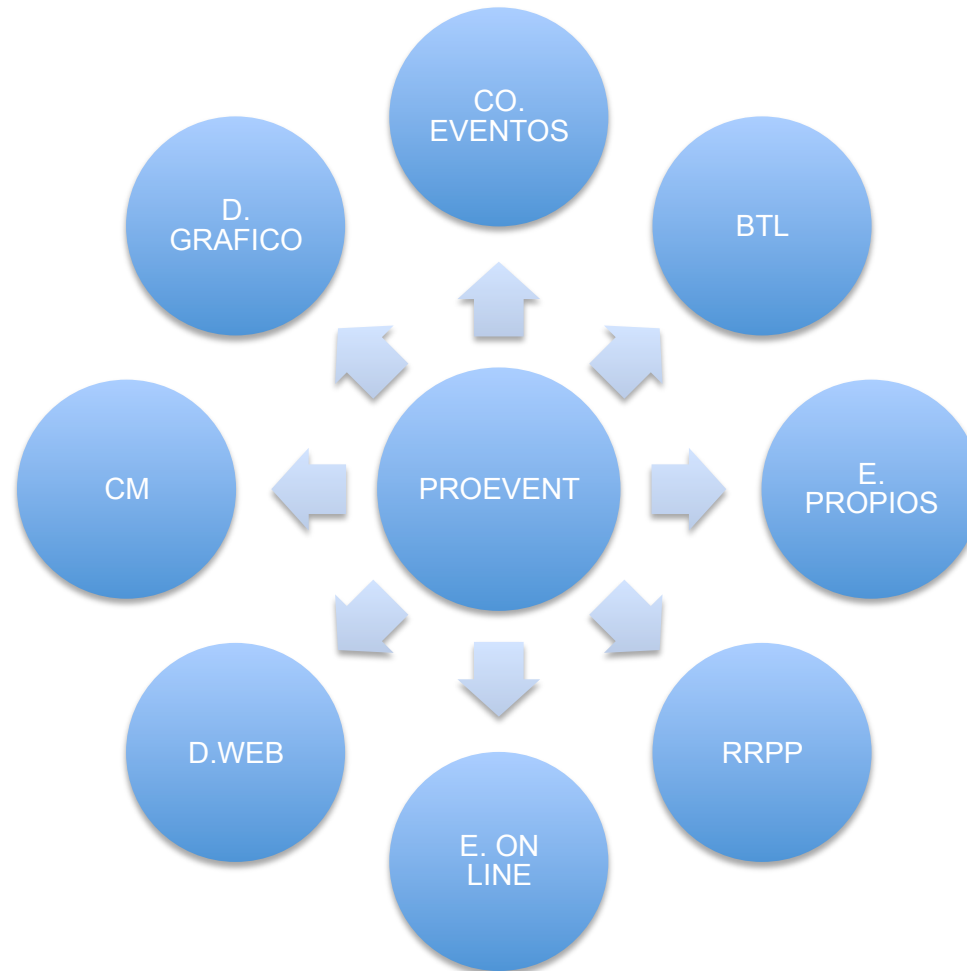 CO.
EVENTOS
D.
GRAFICO
BTL
CM
PROEVENT
E.
PROPIOS
D.WEB
RRPP
E. ON
LINE